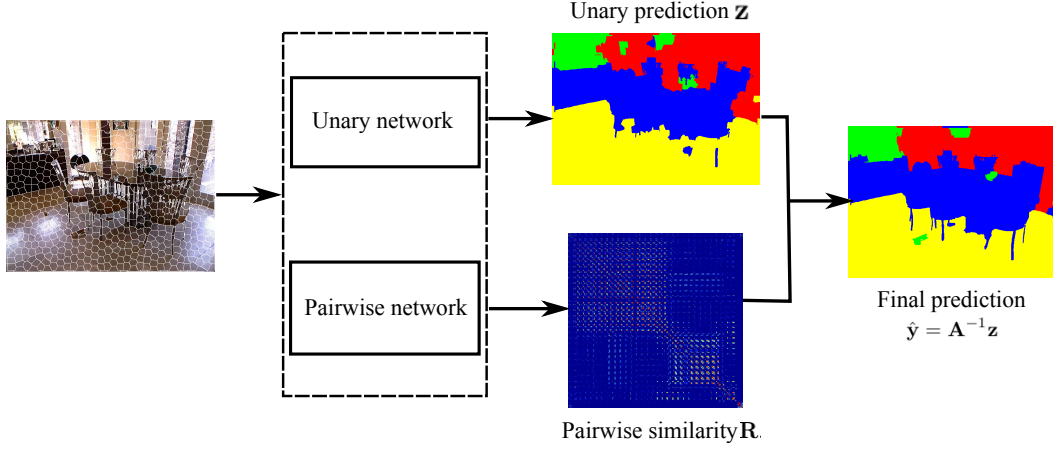 Unary prediction z
Unary network
Pairwise network
Pairwise similarity R.
Final prediction
ŷ = A⁻¹z